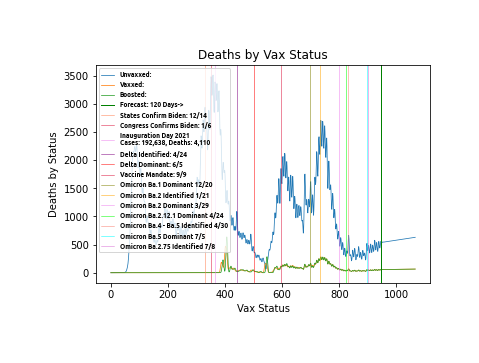 Deaths by Vax Status
Deaths by Status
3500
3000
2500
2000
1500
1000
500
0
Unvaxxed:
Vaxxed:
Boosted:
Forecast: 120 Days->
States Confirm Biden: 12/14
Congress Confirms Biden: 1/6
Inauguration Day 2021
Cases: 192,638, Deaths: 4,110
Delta Identified: 4/24
Delta Dominant: 6/5
Vaccine Mandate: 9/9
Omicron Ba.1 Dominant 12/20
Omicron Ba.2 Identified 1/21
Omicron Ba.2 Dominant 3/29
Omicron Ba.2.12.1 Dominant 4/24
Omicron Ba.4 - Ba.5 Identified 4/30
Omicron Ba.5 Dominant 7/5
Omicron Ba.2.75 Identified 7/8
0 200 400 600 800 1000
Vax Status